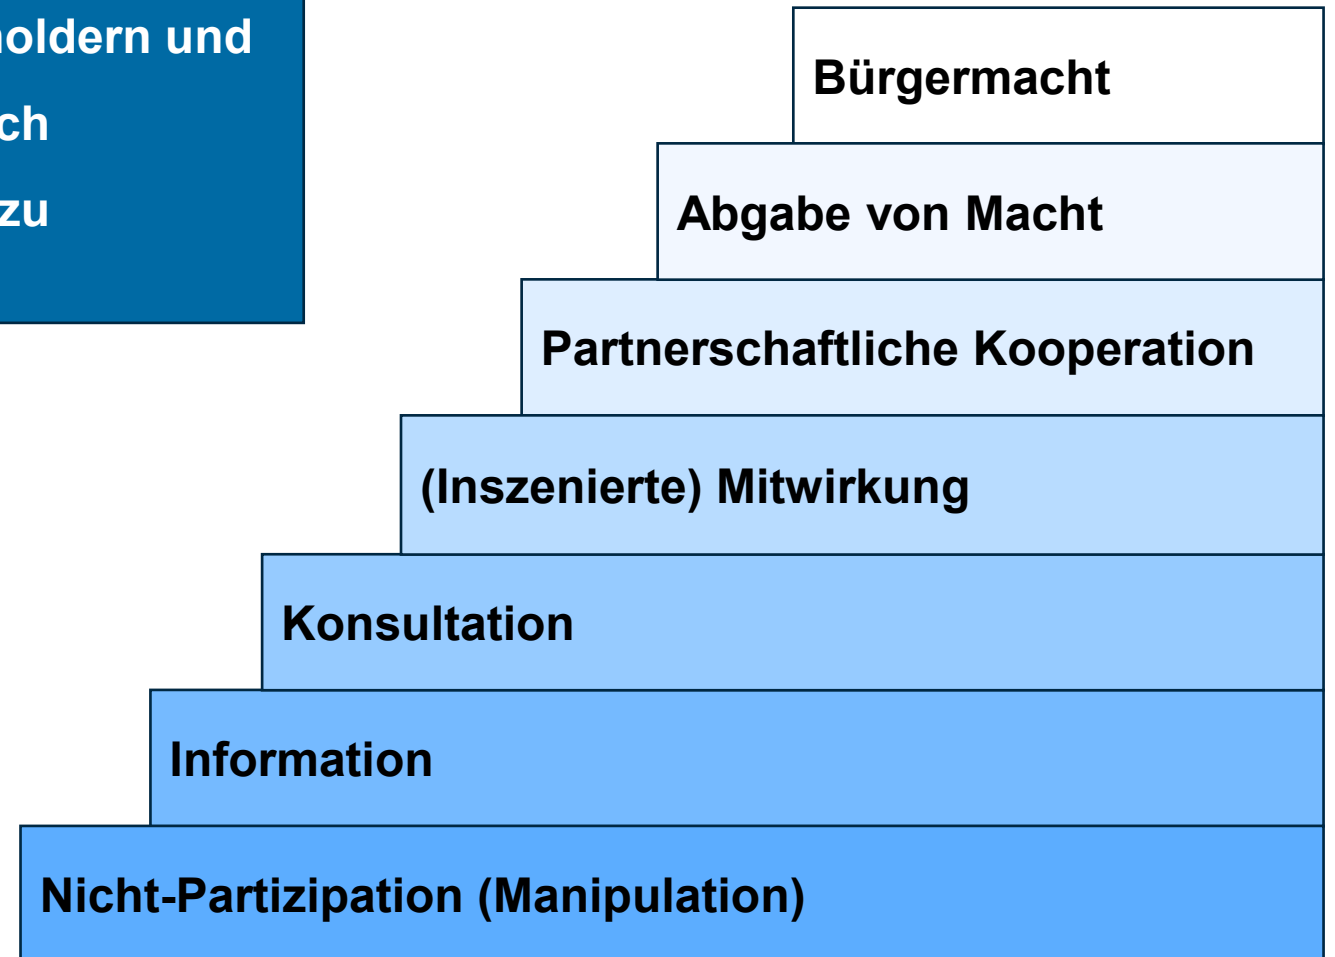 oldern und
ch
zu
Bürgermacht
Abgabe von Macht
Partnerschaftliche Kooperation
(Inszenierte) Mitwirkung
Konsultation
Information
Nicht-Partizipation (Manipulation)